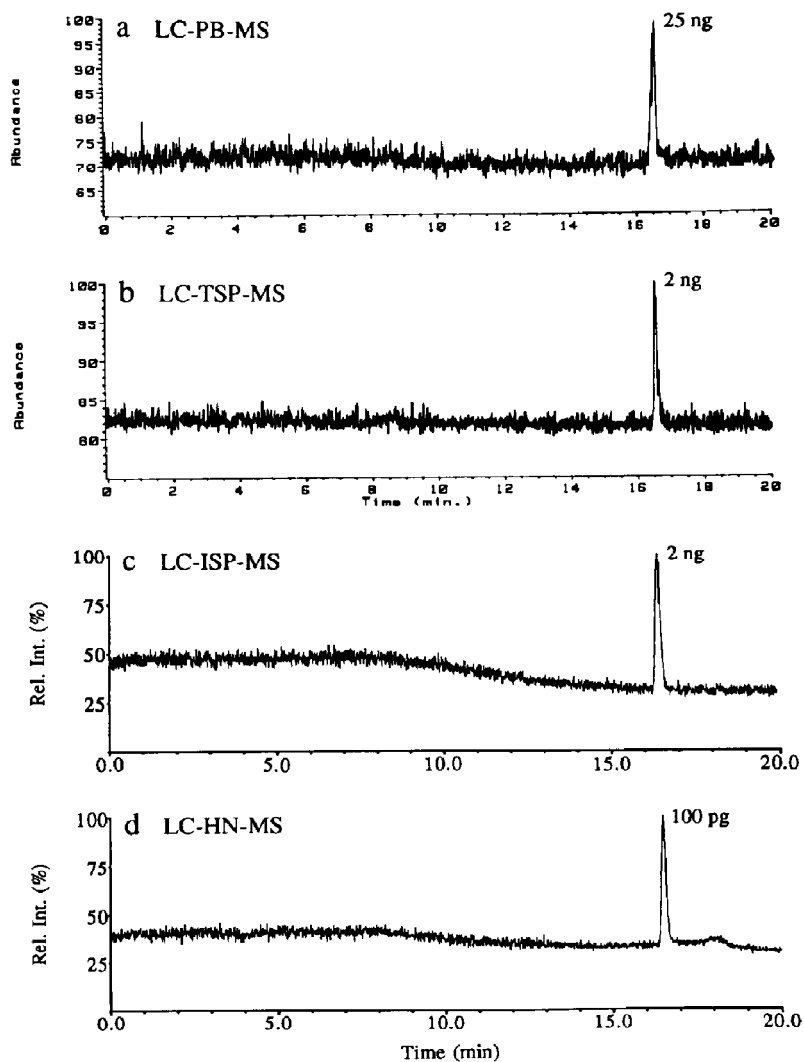 a LC-PB-MS
25 ng
Abundance
100
95
90
85
80
75
70
65
0 2 4 6 8 10 12 14 16 18 20
b LC-TSP-MS
2 ng
Abundance
100
95
90
85
80
0 2 4 6 8 10 12 14 16 18 20
Time (min.)
c LC-ISP-MS
2 ng
Rel. Int. (%)
100
75
50
25
0.0 5.0 10.0 15.0 20.0
d LC-HN-MS
100 pg
Rel. Int. (%)
100
75
50
25
0.0 5.0 10.0 15.0 20.0
Time (min)